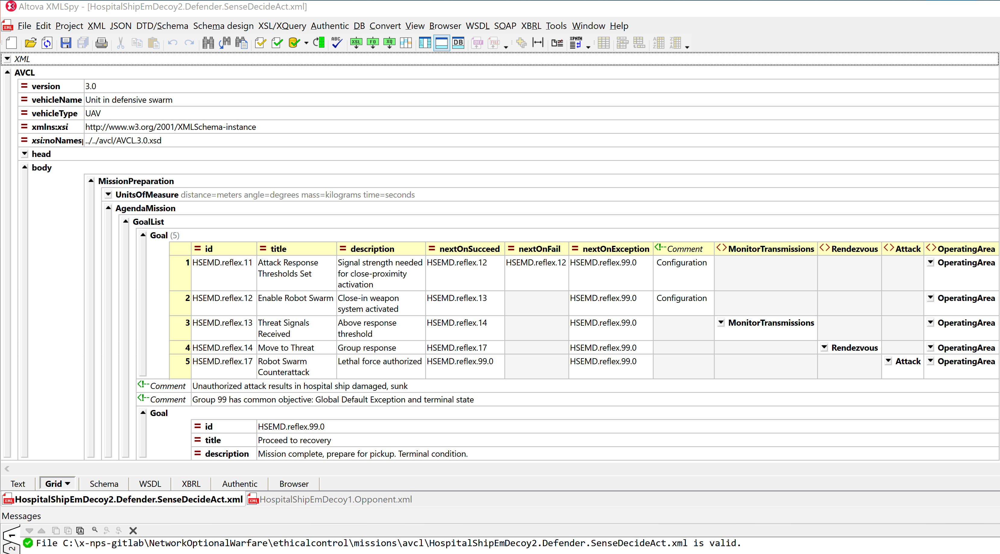 Altova XMLSpy - [HospitalShipEmDecoy2.Defender.SenseDecideAct.xml]
File Edit Project XML JSON DTD/Schema Schema design XSL/XQuery Authentic DB Convert View Browser WSDL SOAP XBRL Tools Window Help
XML
AVCL
version 3.0
vehicleName Unit in defensive swarm
vehicleType UAV
xmlns:xsi http://www.w3.org/2001/XMLSchema-instance
xsi:noNamesp ../../avcl/AVCL.3.0.xsd
head
body
MissionPreparation
UnitsOfMeasure distance=meters angle=degrees mass=kilograms time=seconds
AgendaMission
GoalList
Goal (5)
id title description nextOnSucceed nextOnFail nextOnException Comment MonitorTransmissions Rendezvous Attack OperatingArea
1 HSEMD.reflex.11 Attack Response Thresholds Set Signal strength needed for close-proximity activation HSEMD.reflex.12 HSEMD.reflex.12 HSEMD.reflex.99.0 Configuration OperatingArea
2 HSEMD.reflex.12 Enable Robot Swarm Close-in weapon system activated HSEMD.reflex.13 HSEMD.reflex.99.0 Configuration OperatingArea
3 HSEMD.reflex.13 Threat Signals Received Above response threshold HSEMD.reflex.14 HSEMD.reflex.99.0 MonitorTransmissions OperatingArea
4 HSEMD.reflex.14 Move to Threat Group response HSEMD.reflex.17 HSEMD.reflex.99.0 Rendezvous OperatingArea
5 HSEMD.reflex.17 Robot Swarm Counterattack Lethal force authorized HSEMD.reflex.99.0 HSEMD.reflex.99.0 Attack OperatingArea
Comment Unauthorized attack results in hospital ship damaged, sunk
Comment Group 99 has common objective: Global Default Exception and terminal state
Goal
id HSEMD.reflex.99.0
title Proceed to recovery
description Mission complete, prepare for pickup. Terminal condition.
Text Grid Schema WSDL XBRL Authentic Browser
HospitalShipEmDecoy2.Defender.SenseDecideAct.xml HospitalShipEmDecoy1.Opponent.xml
Messages
1
2
File C:\x-nps-gitlab\NetworkOptionalWarfare\ethicalcontrol\missions\avcl\HospitalShipEmDecoy2.Defender.SenseDecideAct.xml is valid.